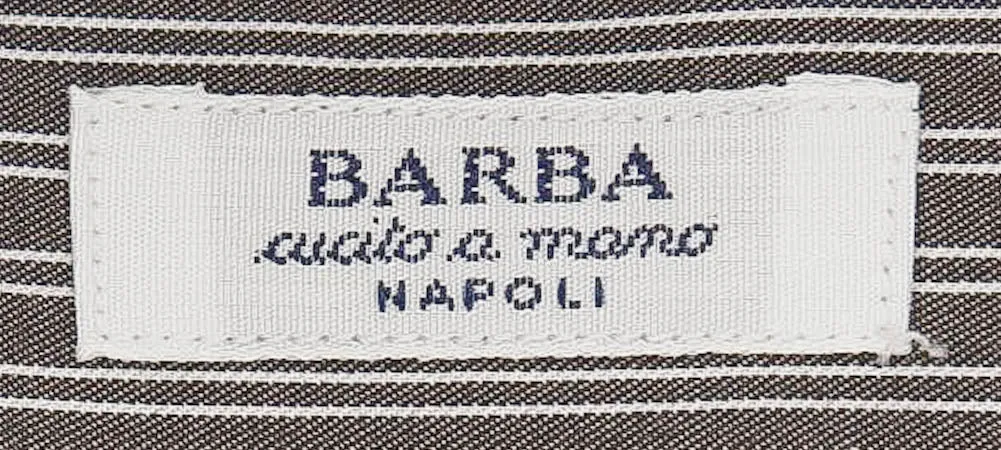 BARBA
cucito a mano
NAPOLI